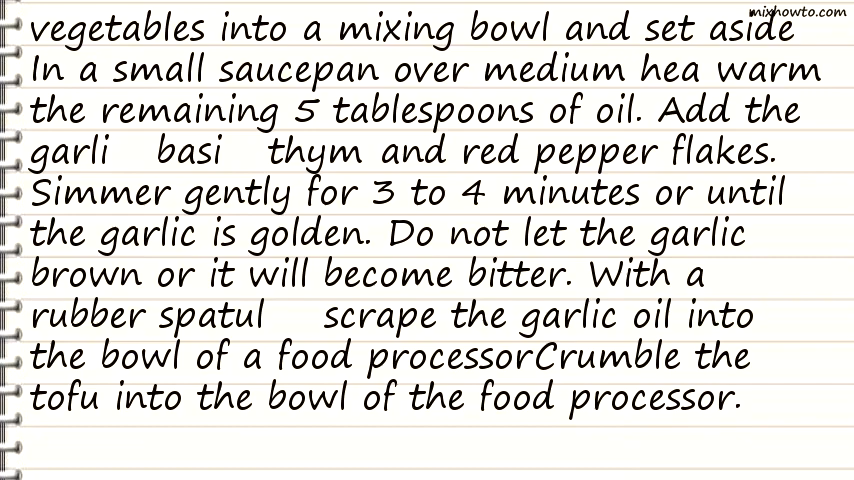 mixhowto.com
vegetables into a mixing bowl and set aside
In a small saucepan over medium hea warm
the remaining 5 tablespoons of oil. Add the
garli basi thym and red pepper flakes.
Simmer gently for 3 to 4 minutes or until
the garlic is golden. Do not let the garlic
brown or it will become bitter. With a
rubber spatul scrape the garlic oil into
the bowl of a food processorCrumble the
tofu into the bowl of the food processor.